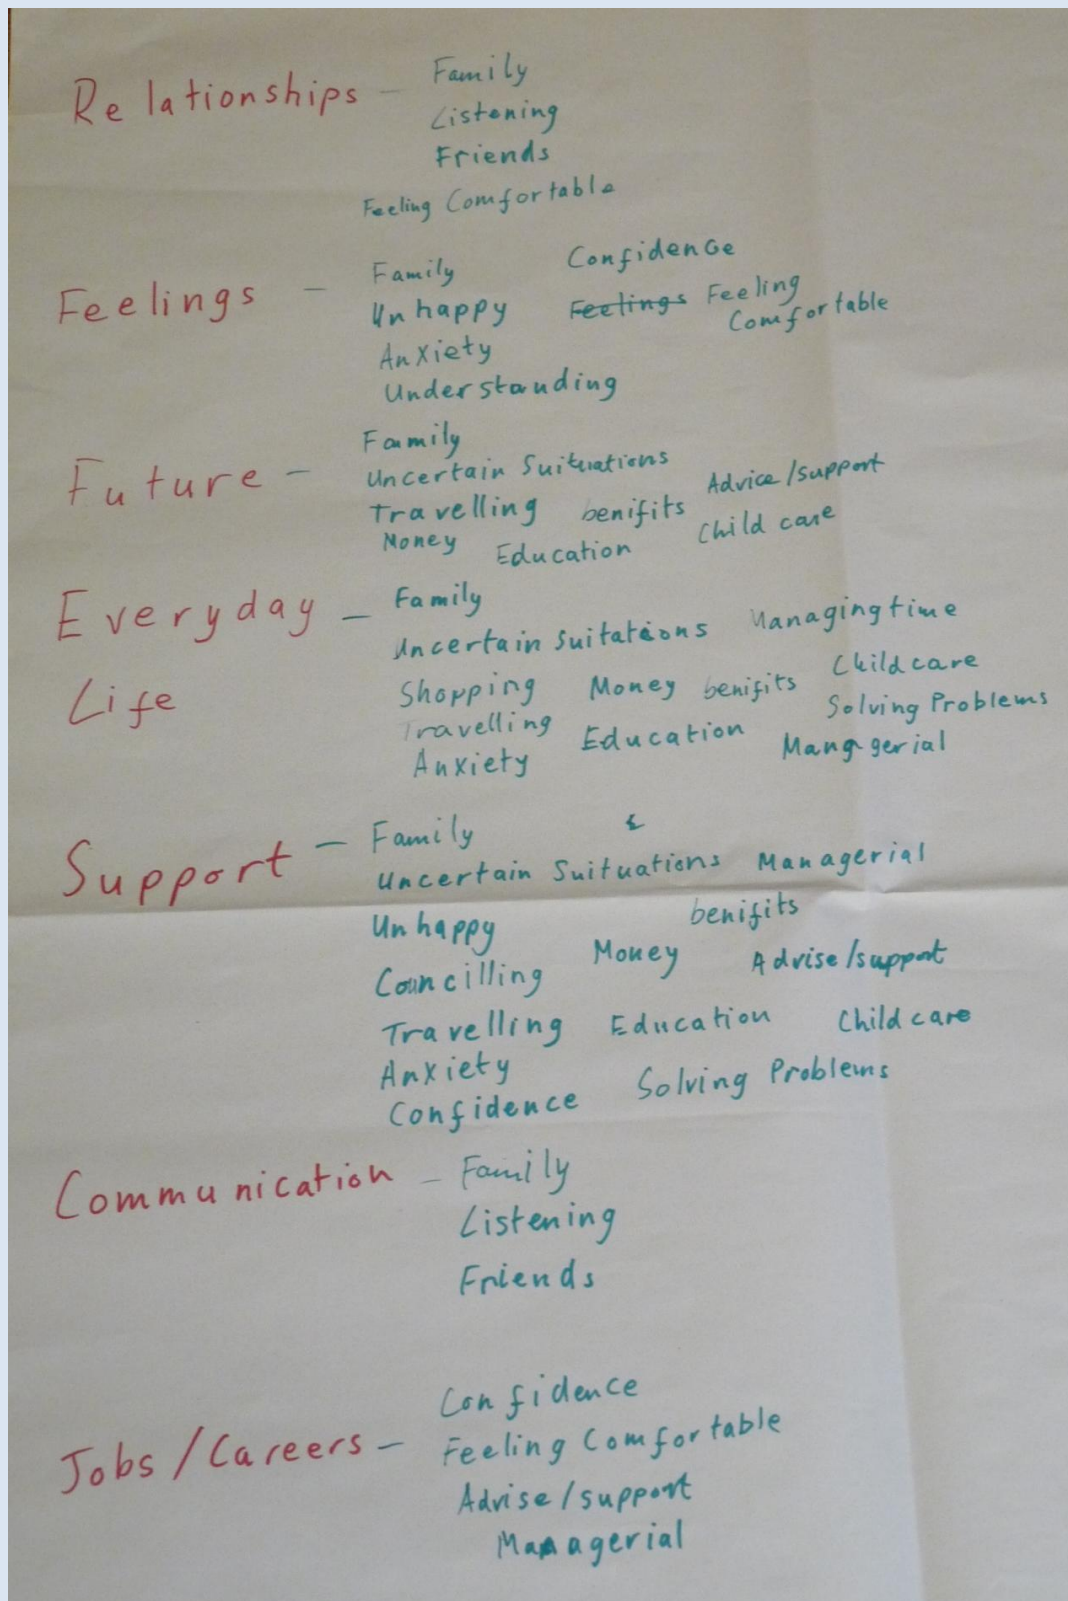 Relationships - Family
Listening
Friends
Feeling Comfortable
Feelings - Family Confidence
Unhappy Feelings Feeling
Comfortable
Anxiety
Understanding
Future - Family
Uncertain Suituations Advice/support
Travelling benifits
Money Education Child care
Everyday - Family
Uncertain Suitations Managing time
Life Shopping Money benifits Child care
Travelling Education Solving Problems
Anxiety Managgerial
Support - Family
Uncertain Suituations Managerial
Unhappy benifits
Councilling Money Advise/support
Travelling Education Child care
Anxiety
Confidence Solving Problems
Communication - Family
Listening
Friends
Confidence
Jobs/Careers - Feeling Comfortable
Advise/support
Managerial